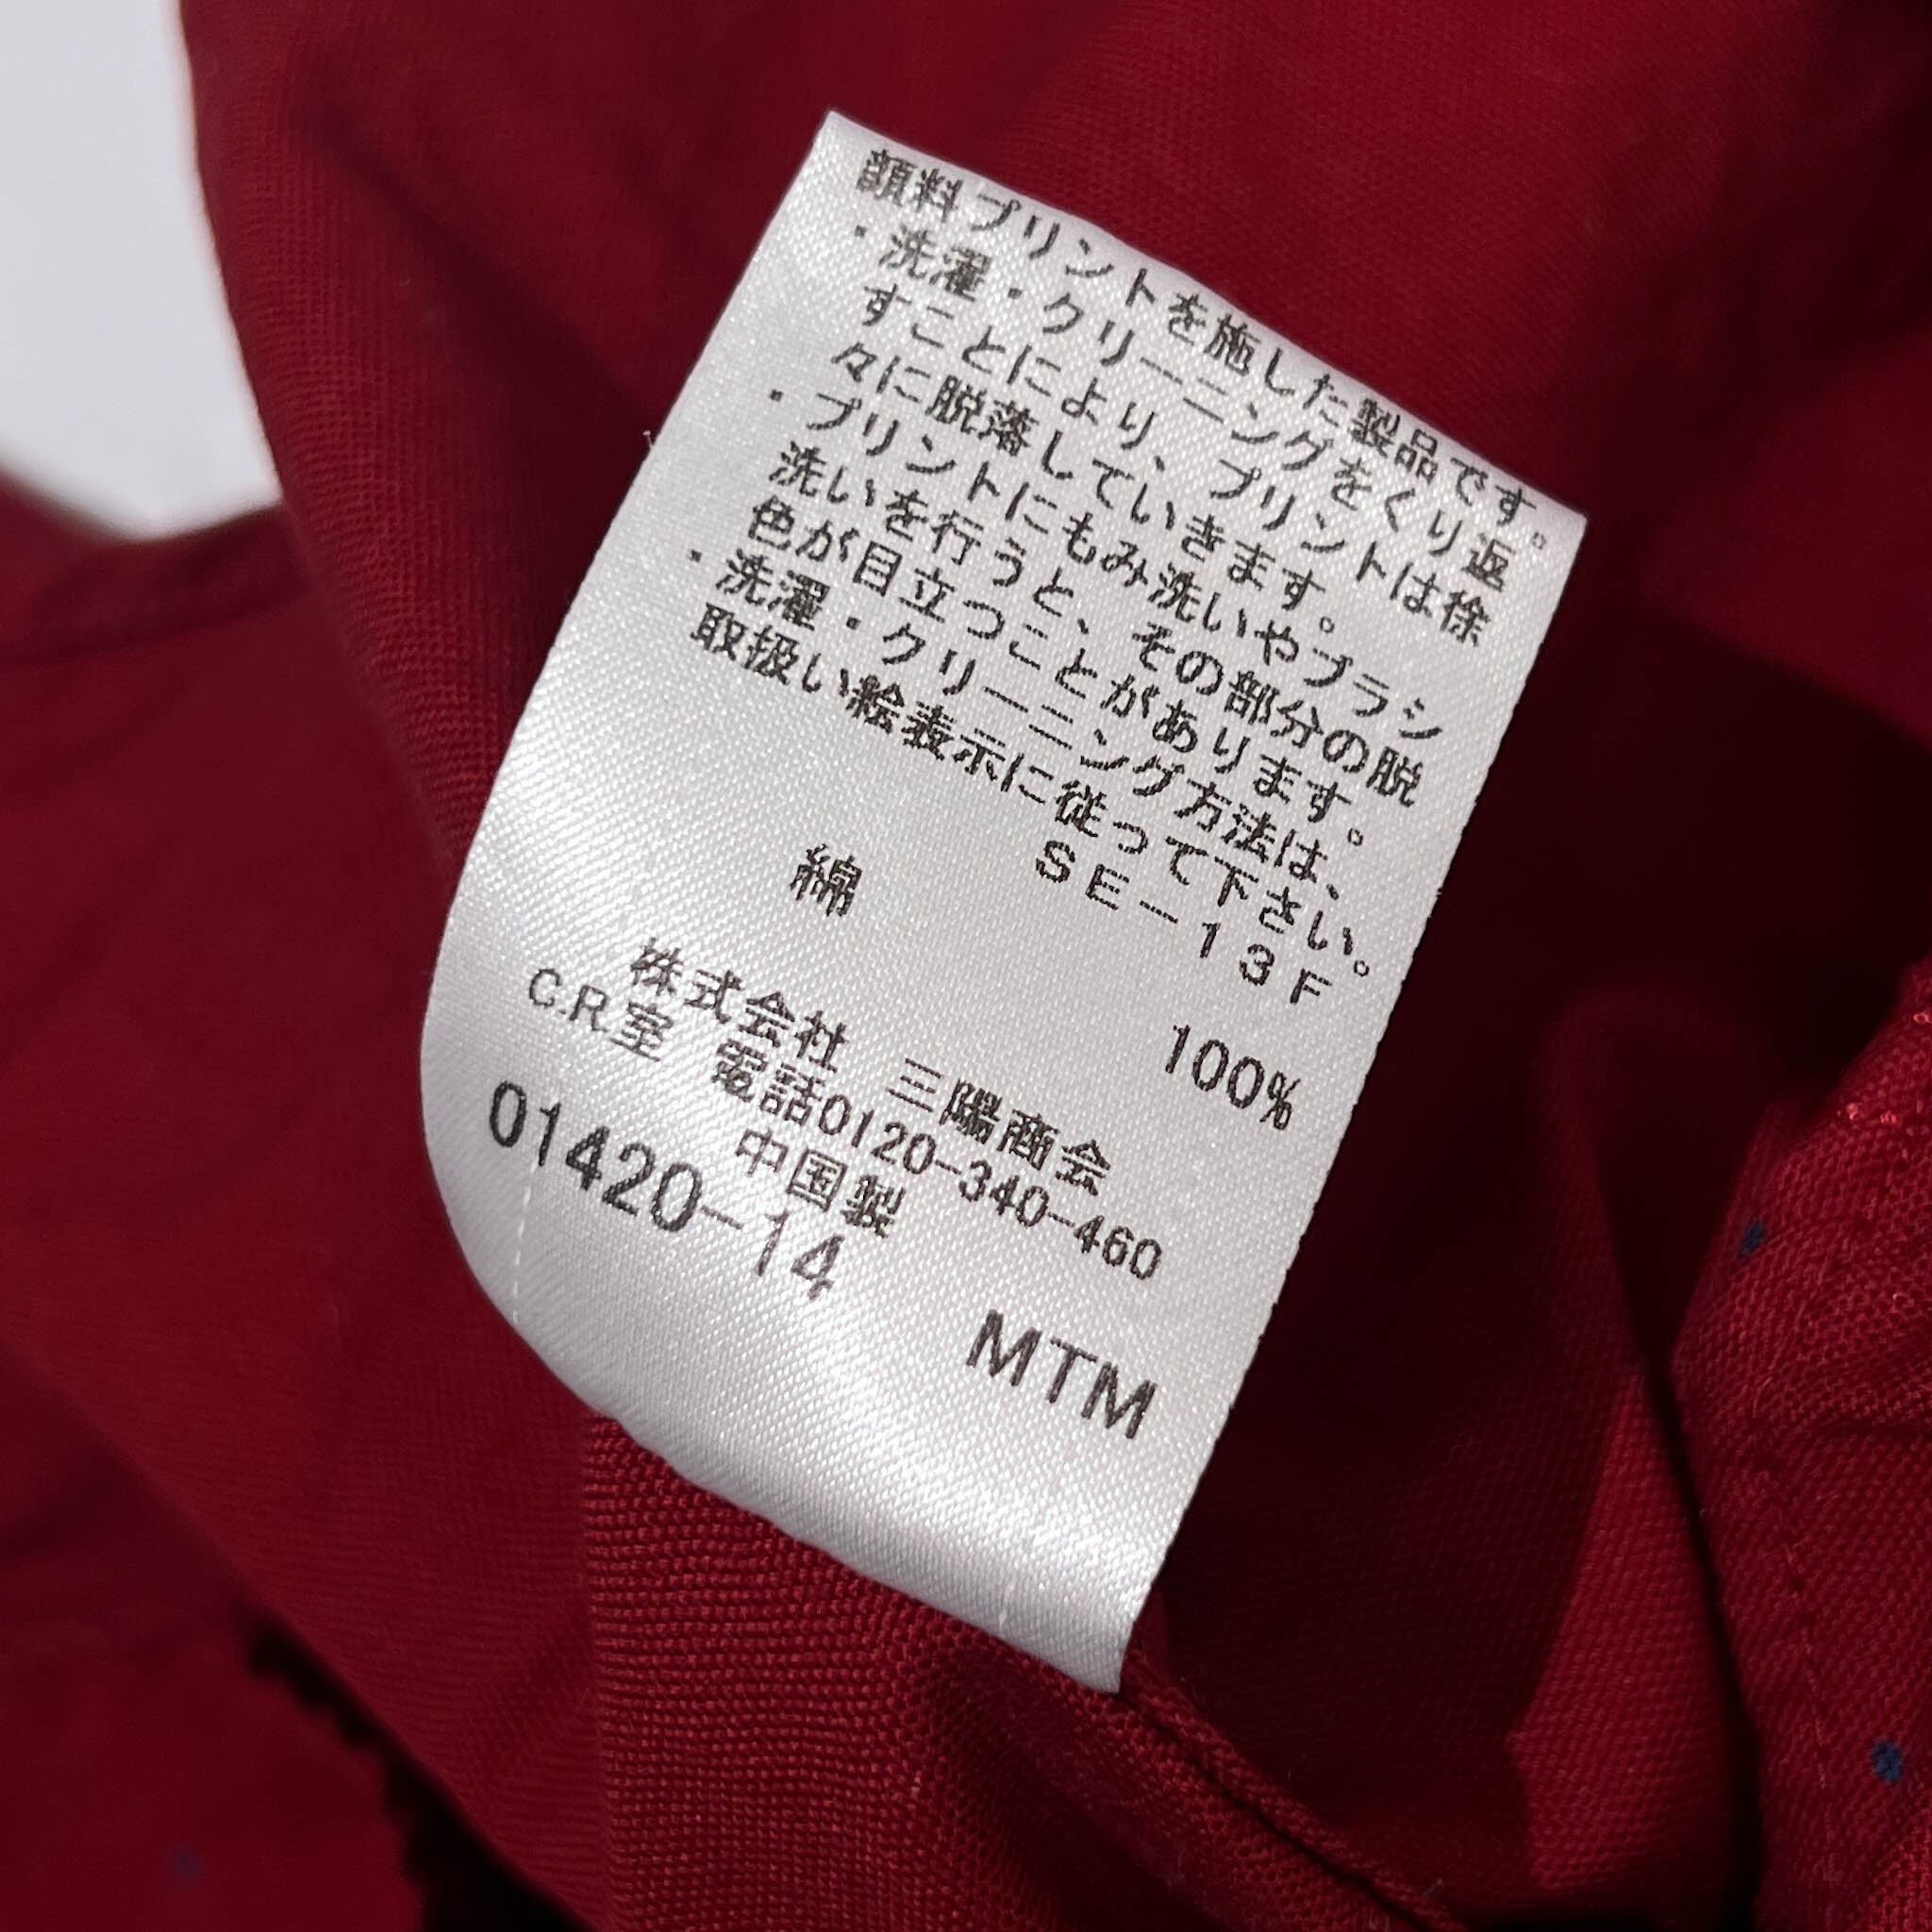 顔料プリントを施した製品です。
・洗濯・クリーニングをくり返
すことにより、プリントは徐
々に脱落していきます。
・プリントにもみ洗いやブラシ
洗いを行うと、その部分の脱
色が目立つことがあります。
・洗濯・クリーニング方法は、
取扱い絵表示に従って下さい。
SE-13F
綿 100%
株式会社 三陽商会
C.R.室 電話0120-340-460
中国製
01420-14
MTM